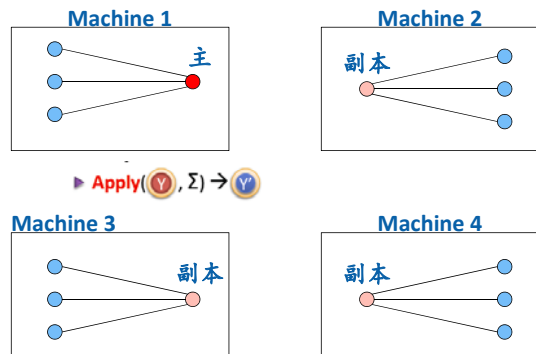 Machine 1
Machine 2
主
副本
Apply(Y, Σ)→Y'
Machine 3
Machine 4
副本
副本